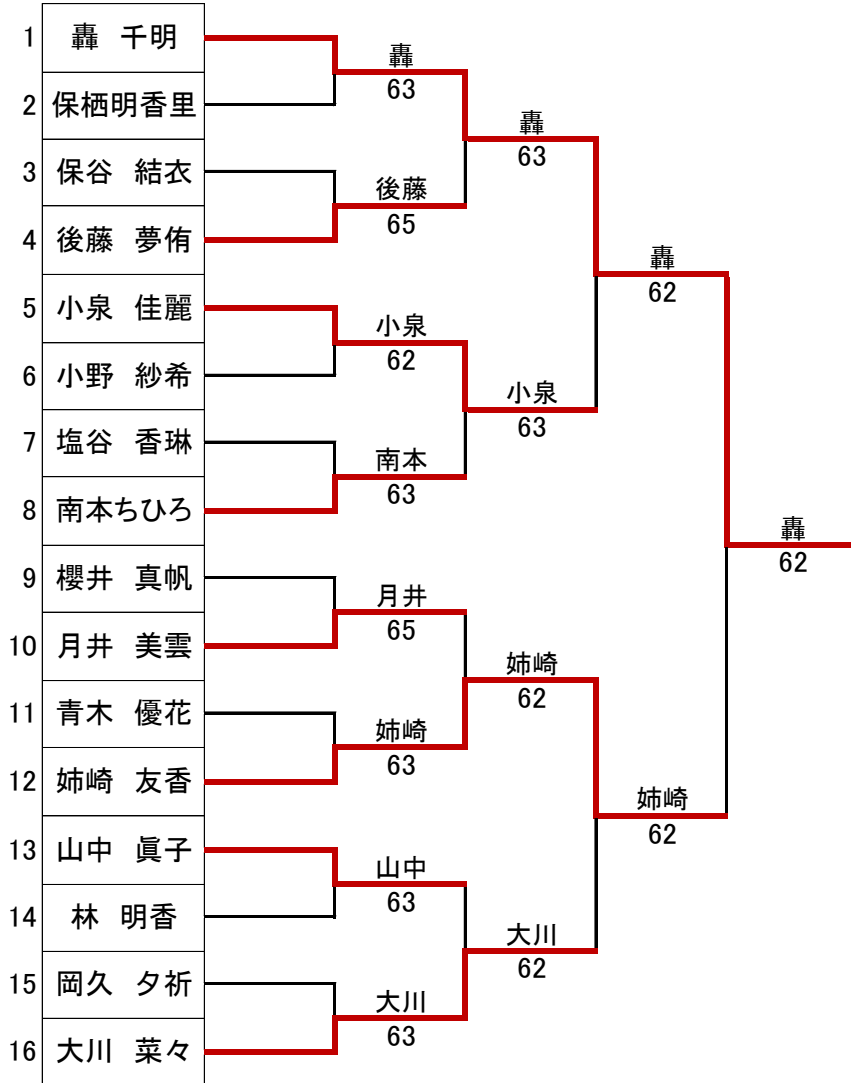 1 轟 千明
2 保栖明香里
3 保谷 結衣
4 後藤 夢侑
5 小泉 佳麗
6 小野 紗希
7 塩谷 香琳
8 南本ちひろ
9 櫻井 真帆
10 月井 美雲
11 青木 優花
12 姉崎 友香
13 山中 眞子
14 林 明香
15 岡久 夕祈
16 大川 菜々
轟
63
後藤
65
小泉
62
南本
63
月井
65
姉崎
63
山中
63
大川
63
轟
63
小泉
63
姉崎
62
大川
62
轟
62
姉崎
62
轟
62